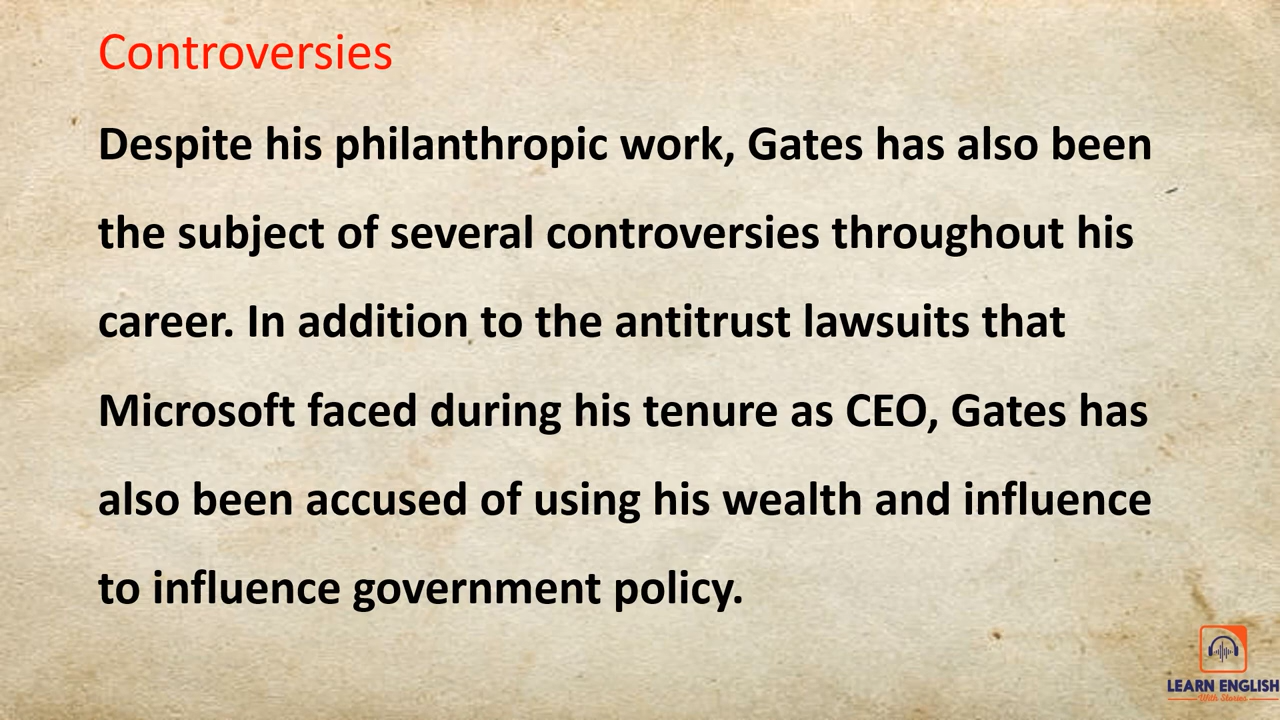 Controversies
Despite his philanthropic work, Gates has also been
the subject of several controversies throughout his
career. In addition to the antitrust lawsuits that
Microsoft faced during his tenure as CEO, Gates has
also been accused of using his wealth and influence
to influence government policy.
LEARN ENGLISH
With Stories